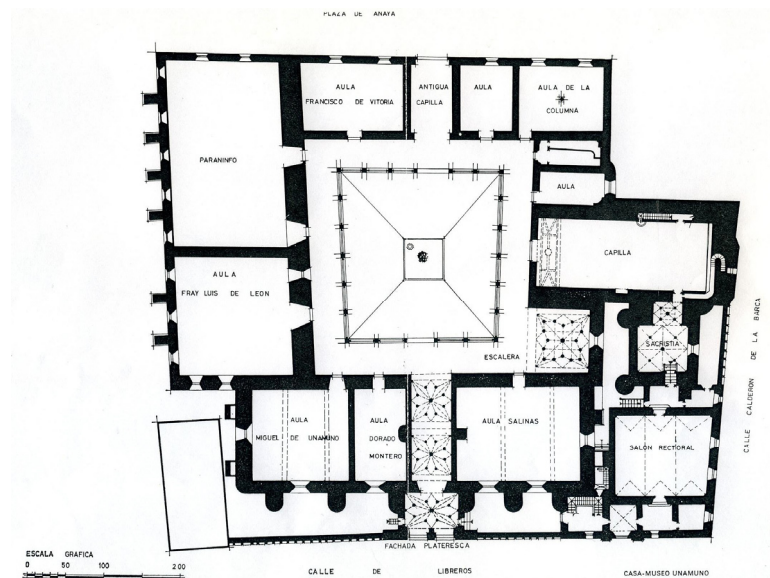 PLAZA DE ANAYA
AULA
FRANCISCO DE VITORIA
ANTIGUA
CAPILLA
AULA
AULA DE LA
COLUMNA
PARANINFO
AULA
CAPILLA
AULA
FRAY LUIS DE LEON
SACRISTIA
ESCALERA
AULA
MIGUEL DE UNAMUNO
AULA
DORADO
MONTERO
AULA SALINAS
SALON RECTORAL
CALLE CALDERON DE LA BARCA
FACHADA PLATERESCA
ESCALA GRAFICA
0 50 100 200
CALLE DE LIBREROS
CASA-MUSEO UNAMUNO